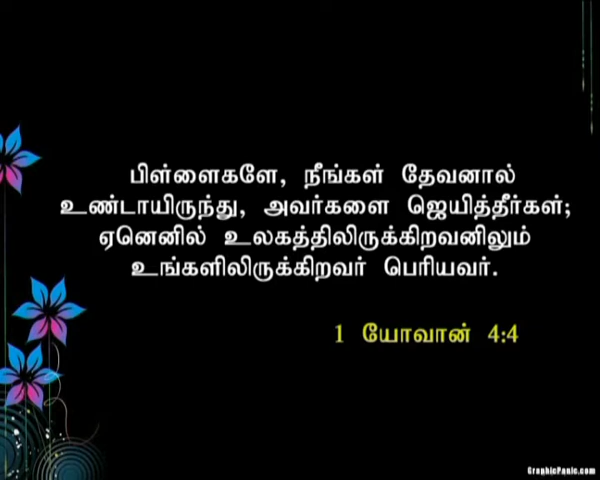 பிள்ளைகளே, நீங்கள் தேவனால்
உண்டாயிருந்து, அவர்களை ஜெயித்தீர்கள்;
ஏனெனில் உலகத்திலிருக்கிறவனிலும்
உங்களிலிருக்கிறவர் பெரியவர்.
1 யோவான் 4:4
GraphicPanic.com